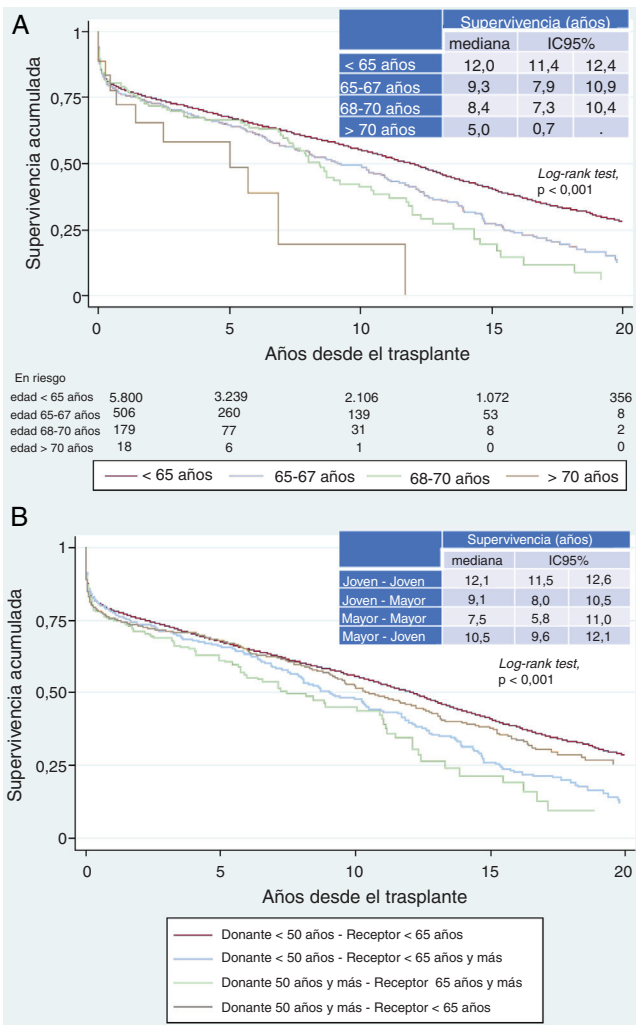 A
Supervivencia (años)
mediana IC95%
< 65 años 12,0 11,4 12,4
65-67 años 9,3 7,9 10,9
68-70 años 8,4 7,3 10,4
> 70 años 5,0 0,7 .
Log-rank test,
p < 0,001
Supervivencia acumulada
1
0,75
0,50
0,25
0
0 5 10 15 20
Años desde el trasplante
En riesgo
edad < 65 años 5.800 3.239 2.106 1.072 356
edad 65-67 años 506 260 139 53 8
edad 68-70 años 179 77 31 8 2
edad > 70 años 18 6 1 0 0
< 65 años 65-67 años 68-70 años > 70 años
B
Supervivencia (años)
mediana IC95%
Joven - Joven 12,1 11,5 12,6
Joven - Mayor 9,1 8,0 10,5
Mayor - Mayor 7,5 5,8 11,0
Mayor - Joven 10,5 9,6 12,1
Log-rank test,
p < 0,001
Supervivencia acumulada
1
0,75
0,50
0,25
0
0 5 10 15 20
Años desde el trasplante
Donante < 50 años - Receptor < 65 años
Donante < 50 años - Receptor < 65 años y más
Donante 50 años y más - Receptor 65 años y más
Donante 50 años y más - Receptor < 65 años